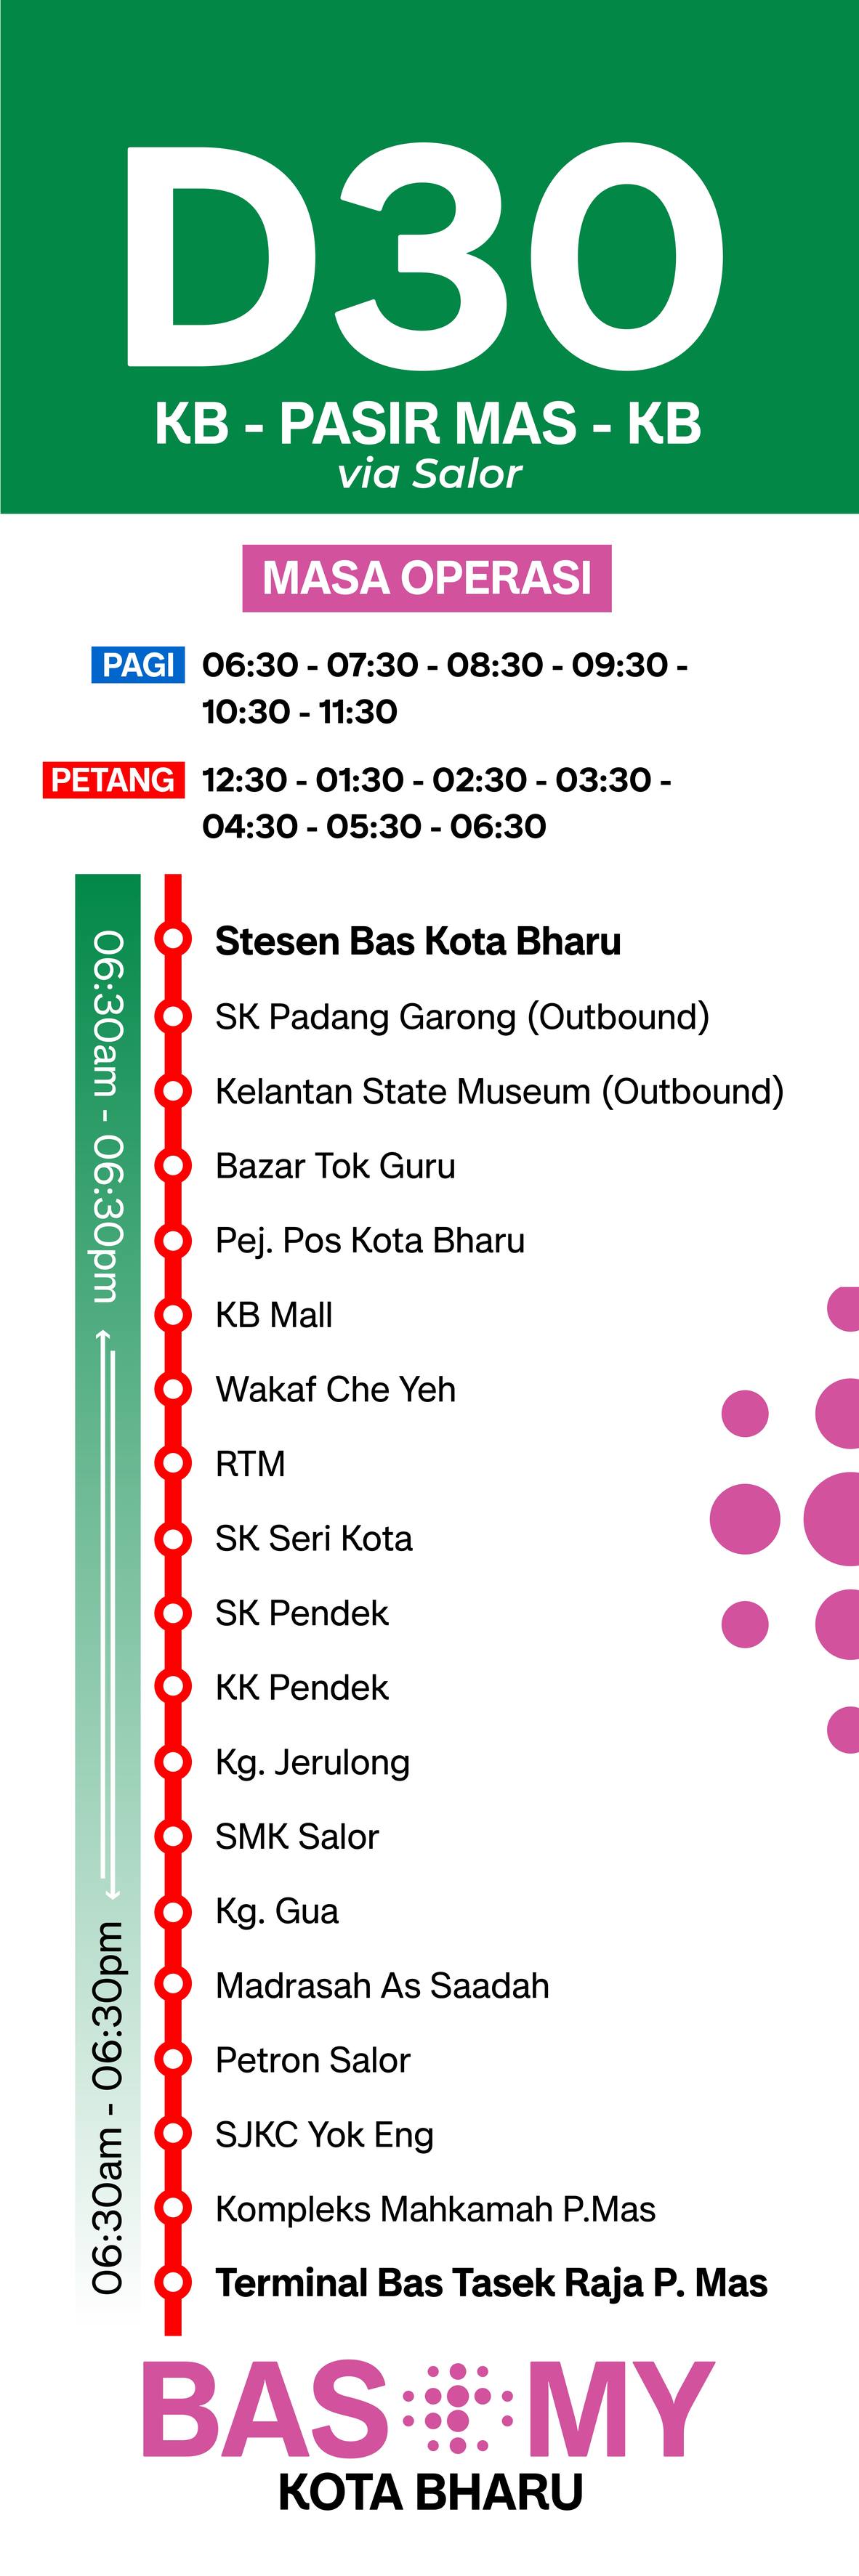 D30
KB - PASIR MAS - KB
via Salor
MASA OPERASI
PAGI 06:30 - 07:30 - 08:30 - 09:30 -
10:30 - 11:30
PETANG 12:30 - 01:30 - 02:30 - 03:30 -
04:30 - 05:30 - 06:30
06:30am - 06:30pm
Stesen Bas Kota Bharu
SK Padang Garong (Outbound)
Kelantan State Museum (Outbound)
Bazar Tok Guru
Pej. Pos Kota Bharu
KB Mall
Wakaf Che Yeh
RTM
SK Seri Kota
SK Pendek
KK Pendek
Kg. Jerulong
SMK Salor
Kg. Gua
Madrasah As Saadah
Petron Salor
SJKC Yok Eng
Kompleks Mahkamah P.Mas
Terminal Bas Tasek Raja P. Mas
06:30am - 06:30pm
BAS MY
KOTA BHARU